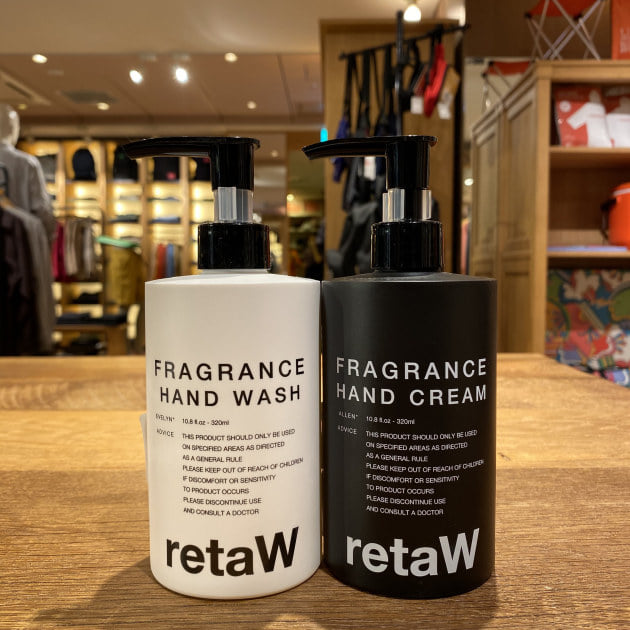 FRAGRANCE
HAND WASH
EVELYN*
10.8 fl.oz - 320ml
ADVICE
THIS PRODUCT SHOULD ONLY BE USED
ON SPECIFIED AREAS AS DIRECTED
AS A GENERAL RULE
PLEASE KEEP OUT OF REACH OF CHILDREN
IF DISCOMFORT OR SENSITIVITY
TO PRODUCT OCCURS
PLEASE DISCONTINUE USE
AND CONSULT A DOCTOR
retaW
FRAGRANCE
HAND CREAM
ALLEN*
10.8 fl.oz - 320ml
ADVICE
THIS PRODUCT SHOULD ONLY BE USED
ON SPECIFIED AREAS AS DIRECTED
AS A GENERAL RULE
PLEASE KEEP OUT OF REACH OF CHILDREN
IF DISCOMFORT OR SENSITIVITY
TO PRODUCT OCCURS
PLEASE DISCONTINUE USE
AND CONSULT A DOCTOR
retaW